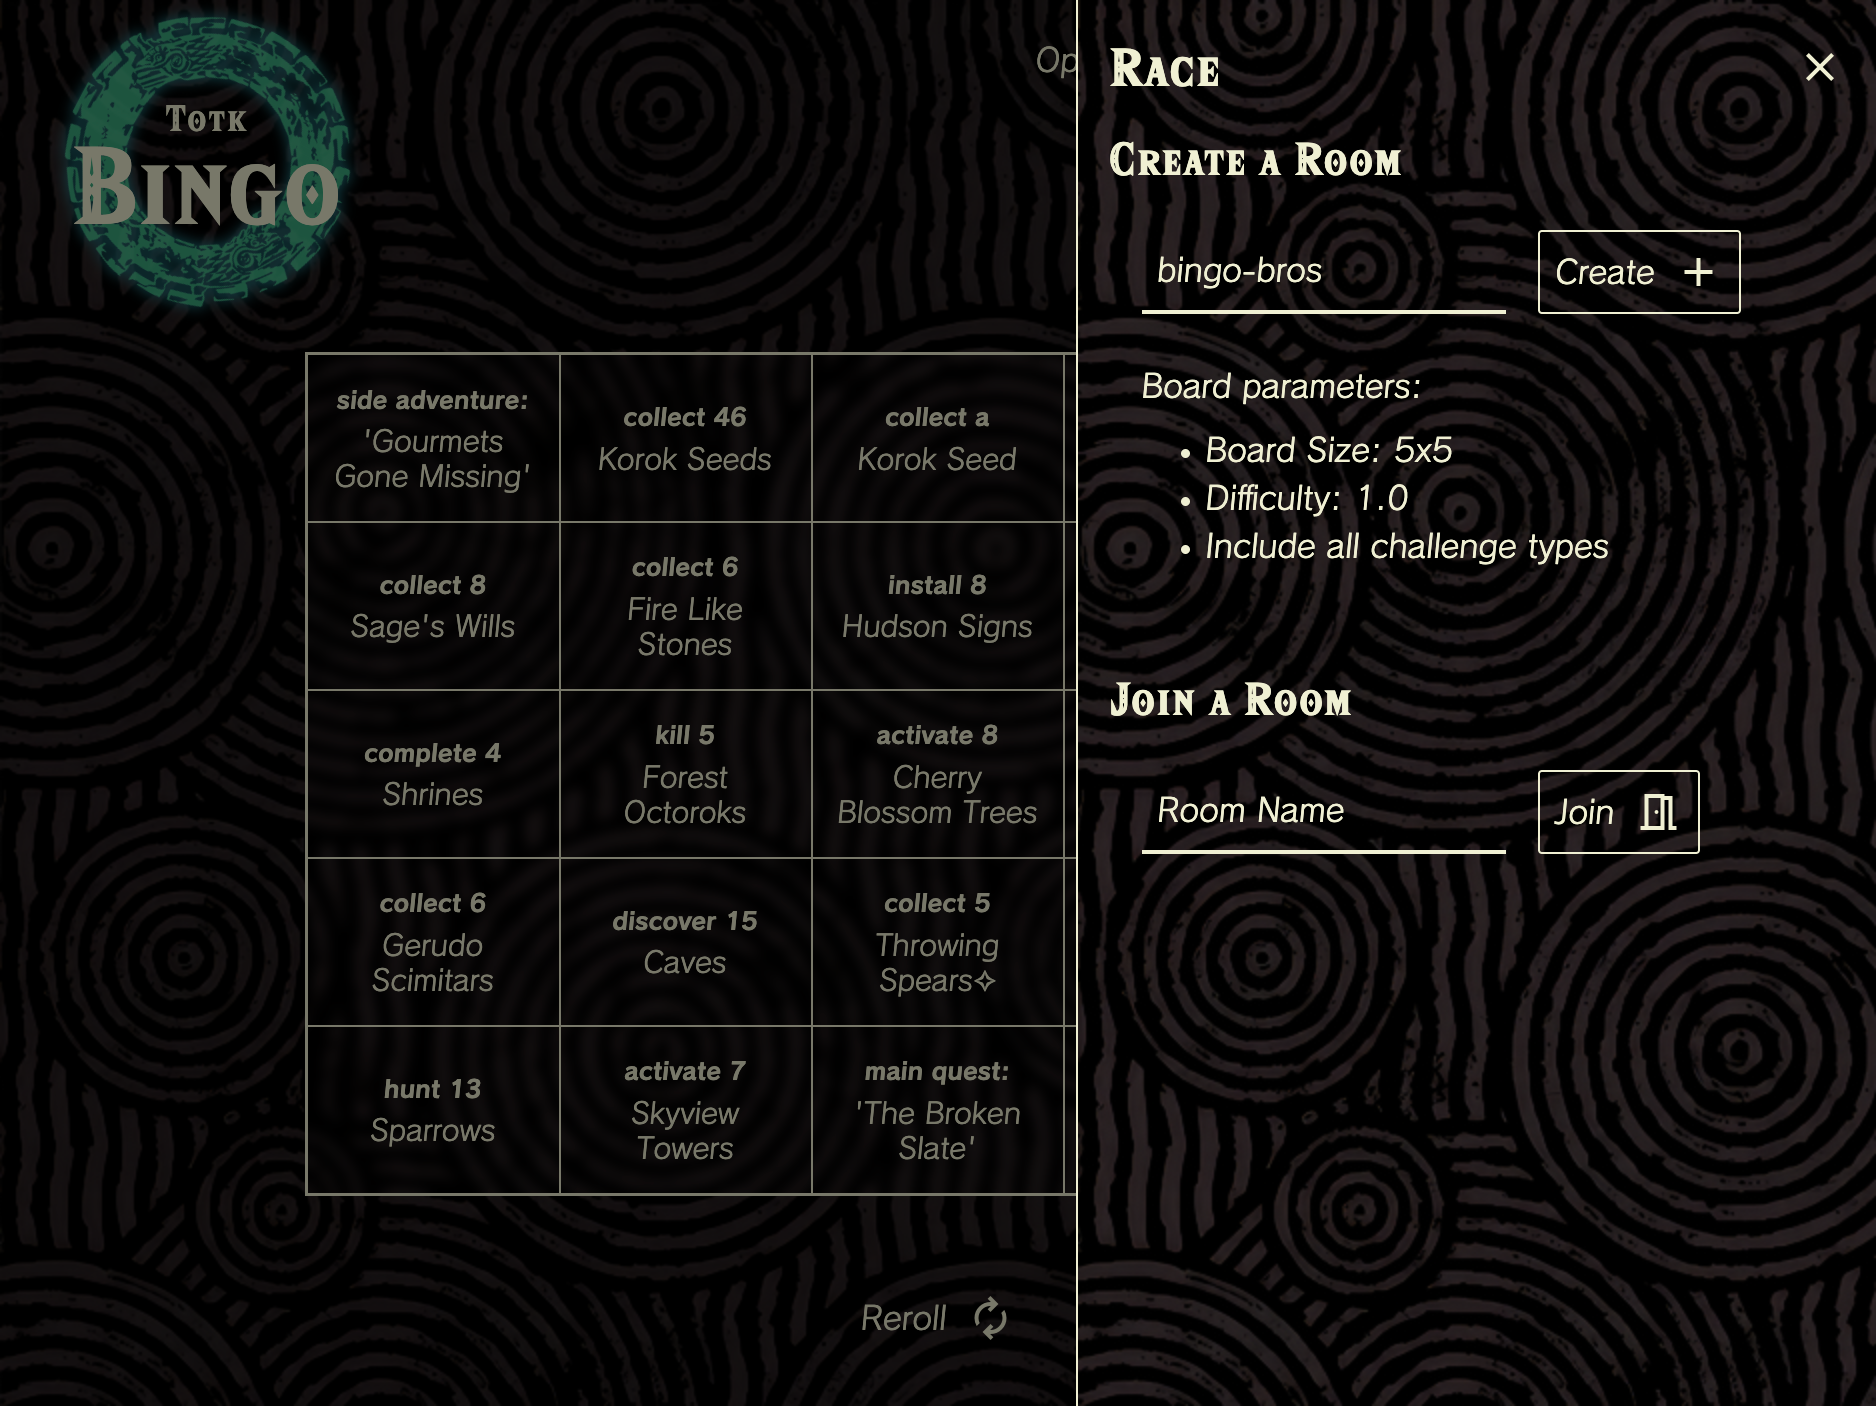 Totk
Bingo
Op
side adventure:
'Gourmets
Gone Missing'
collect 46
Korok Seeds
collect a
Korok Seed
collect 8
Sage's Wills
collect 6
Fire Like
Stones
install 8
Hudson Signs
complete 4
Shrines
kill 5
Forest
Octoroks
activate 8
Cherry
Blossom Trees
collect 6
Gerudo
Scimitars
discover 15
Caves
collect 5
Throwing
Spears✧
hunt 13
Sparrows
activate 7
Skyview
Towers
main quest:
'The Broken
Slate'
Reroll
Race
Create a Room
bingo-bros
Create
Board parameters:
• Board Size: 5x5
• Difficulty: 1.0
• Include all challenge types
Join a Room
Room Name
Join